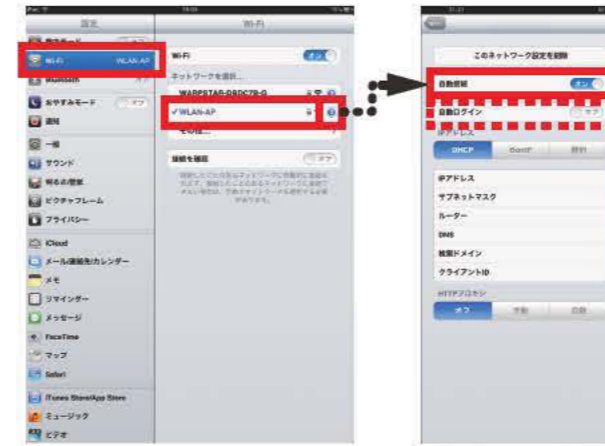 設定
Wi-Fi
WLAN-AP
Bluetooth
おやすみモード
オフ
通知
一般
サウンド
明るさ/壁紙
ピクチャフレーム
プライバシー
iCloud
メール/連絡先/カレンダー
メモ
リマインダー
メッセージ
FaceTime
マップ
Safari
iTunes Store/App Store
ミュージック
ビデオ
Wi-Fi
Wi-Fi
オン
ネットワークを選択...
✓WLAN-AP
その他...
接続を確認
オフ
このネットワーク設定を削除
自動接続
オン
自動ログイン
オフ
IPアドレス
DHCP
BootP
静的
IPアドレス
サブネットマスク
ルーター
DNS
検索ドメイン
クライアントID
HTTPプロキシ
オフ
手動
自動